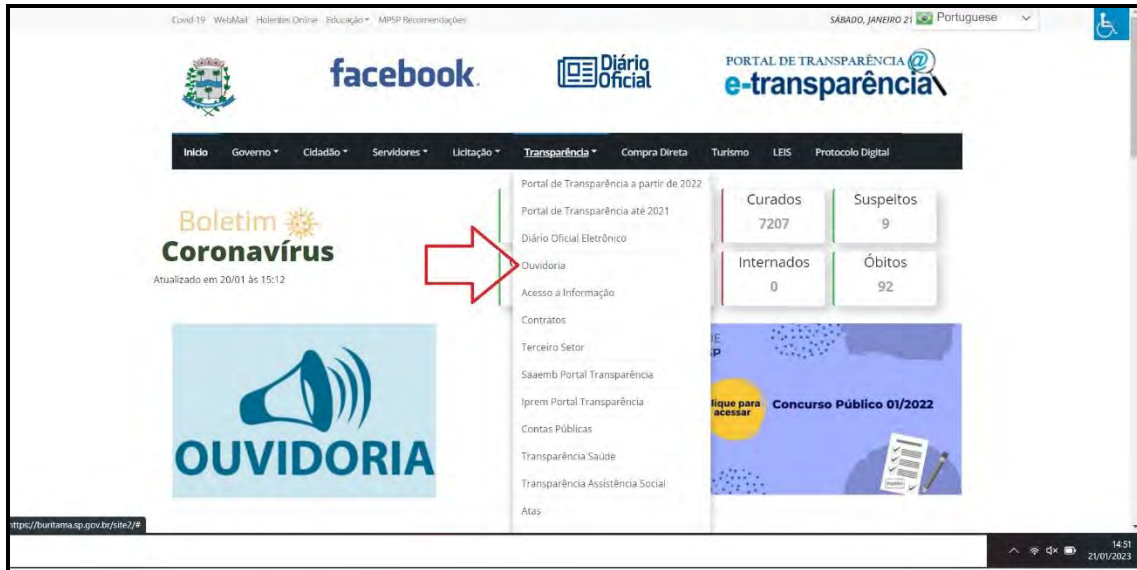 Covid-19 WebMail Holerites Online Educação MPSP Recomendações
SÁBADO, JANEIRO 21 Portuguese
facebook.
Diário Oficial
PORTAL DE TRANSPARÊNCIA @
e-transparência
Início Governo Cidadão Servidores Licitação Transparência Compra Direta Turismo LEIS Protocolo Digital
Portal de Transparência a partir de 2022
Portal de Transparência até 2021
Diário Oficial Eletrônico
Ouvidoria
Acesso a Informação
Contratos
Terceiro Setor
Saaemb Portal Transparência
Iprem Portal Transparência
Contas Públicas
Transparência Saúde
Transparência Assistência Social
Atas
Boletim
Coronavírus
Atualizado em 20/01 às 15:12
Curados
7207
Suspeitos
9
Internados
0
Óbitos
92
OUVIDORIA
DE
SP
lique para
acessar
Concurso Público 01/2022
https://buritama.sp.gov.br/site2/#
14:51
21/01/2023